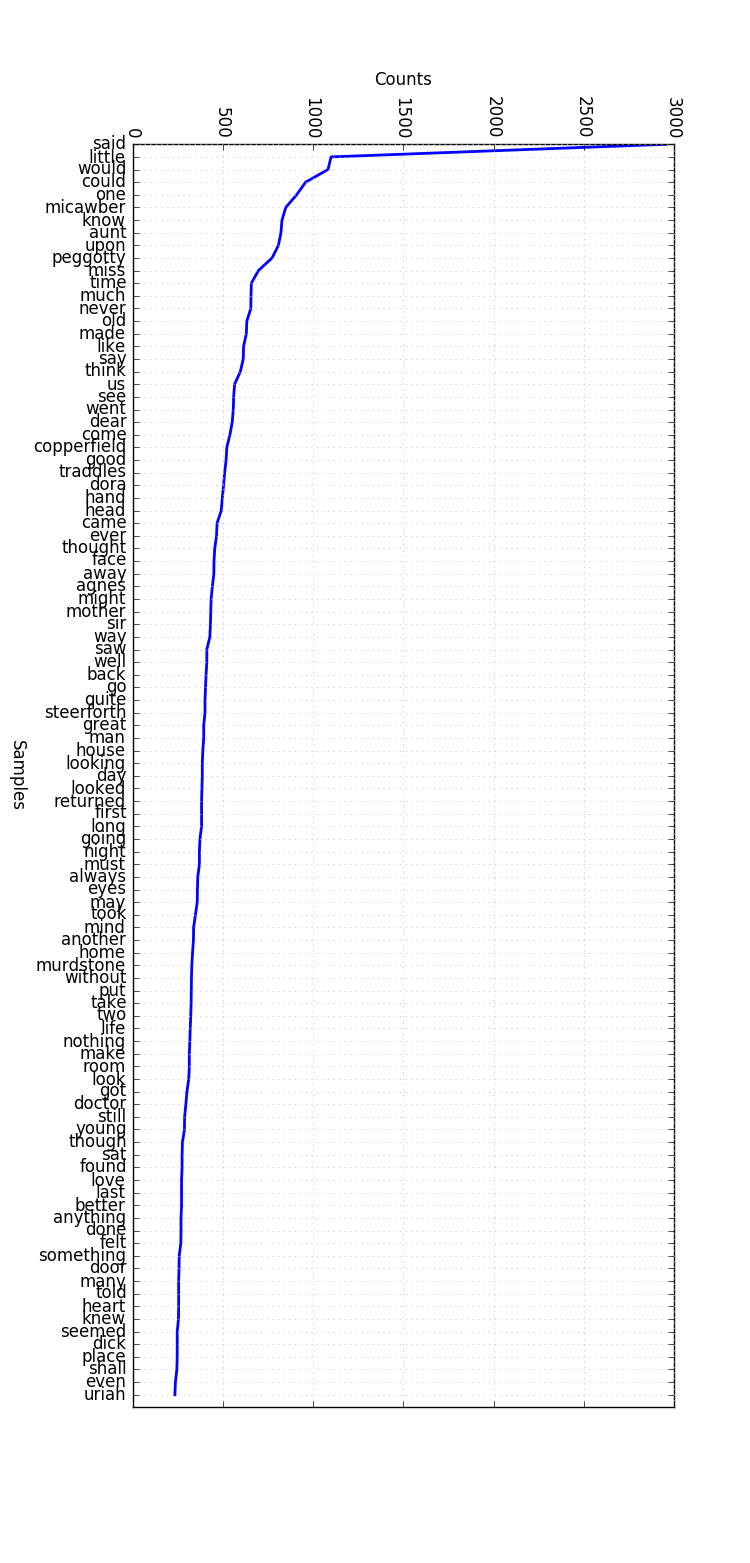 Counts
0
500
1000
1500
2000
2500
3000
said
little
would
could
one
micawber
know
aunt
upon
peggotty
miss
time
much
never
old
made
like
say
think
us
see
went
dear
come
copperfield
good
traddles
dora
hand
head
came
ever
thought
face
away
agnes
might
mother
sir
way
saw
well
back
go
quite
steerforth
great
man
house
looking
day
looked
returned
first
long
going
night
must
always
eyes
may
took
mind
another
home
murdstone
without
put
take
two
life
nothing
make
room
look
got
doctor
still
young
though
sat
found
love
last
better
anything
done
felt
something
door
many
told
heart
knew
seemed
dick
place
shall
even
uriah
Samples